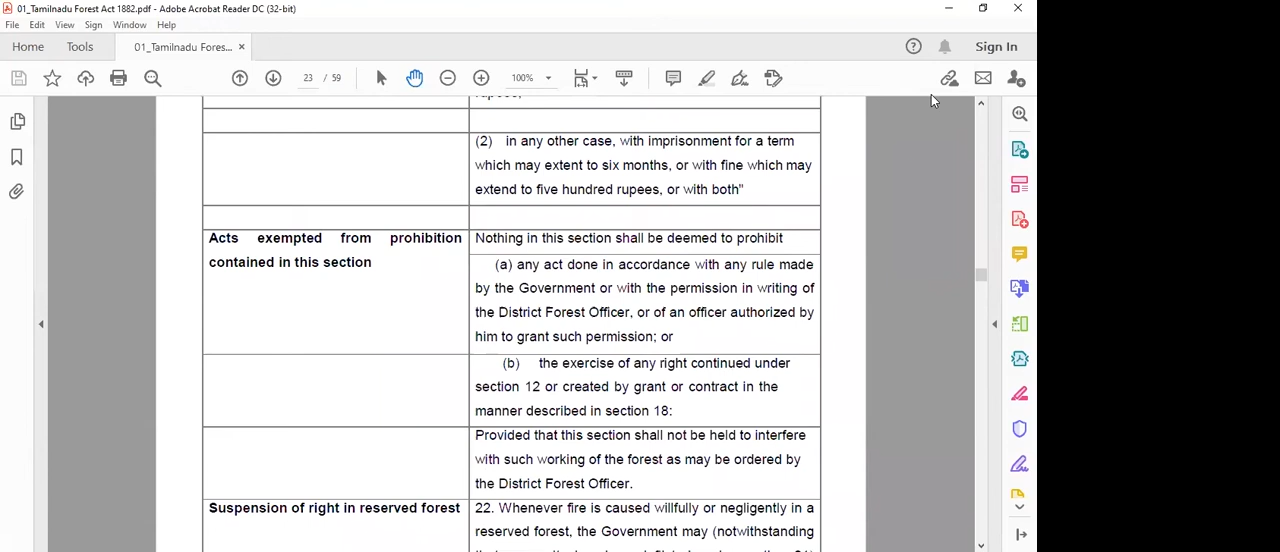 01_Tamilnadu Forest Act 1882.pdf - Adobe Acrobat Reader DC (32-bit)
File Edit View Sign Window Help
Home Tools 01_Tamilnadu Fores... × Sign In
23 / 59 100%
(2) in any other case, with imprisonment for a term
which may extent to six months, or with fine which may
extend to five hundred rupees, or with both"
Acts exempted from prohibition
contained in this section
Nothing in this section shall be deemed to prohibit
(a) any act done in accordance with any rule made
by the Government or with the permission in writing of
the District Forest Officer, or of an officer authorized by
him to grant such permission; or
(b) the exercise of any right continued under
section 12 or created by grant or contract in the
manner described in section 18:
Provided that this section shall not be held to interfere
with such working of the forest as may be ordered by
the District Forest Officer.
Suspension of right in reserved forest
22. Whenever fire is caused willfully or negligently in a
reserved forest, the Government may (notwithstanding